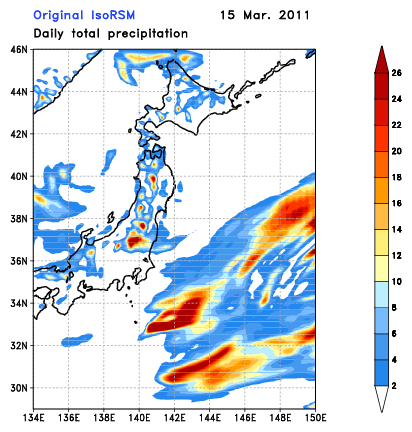 Original IsoRSM 15 Mar. 2011
Daily total precipitation
46N
44N
42N
40N
38N
36N
34N
32N
30N
134E 136E 138E 140E 142E 144E 146E 148E 150E
26
24
22
20
18
16
14
12
10
8
6
4
2